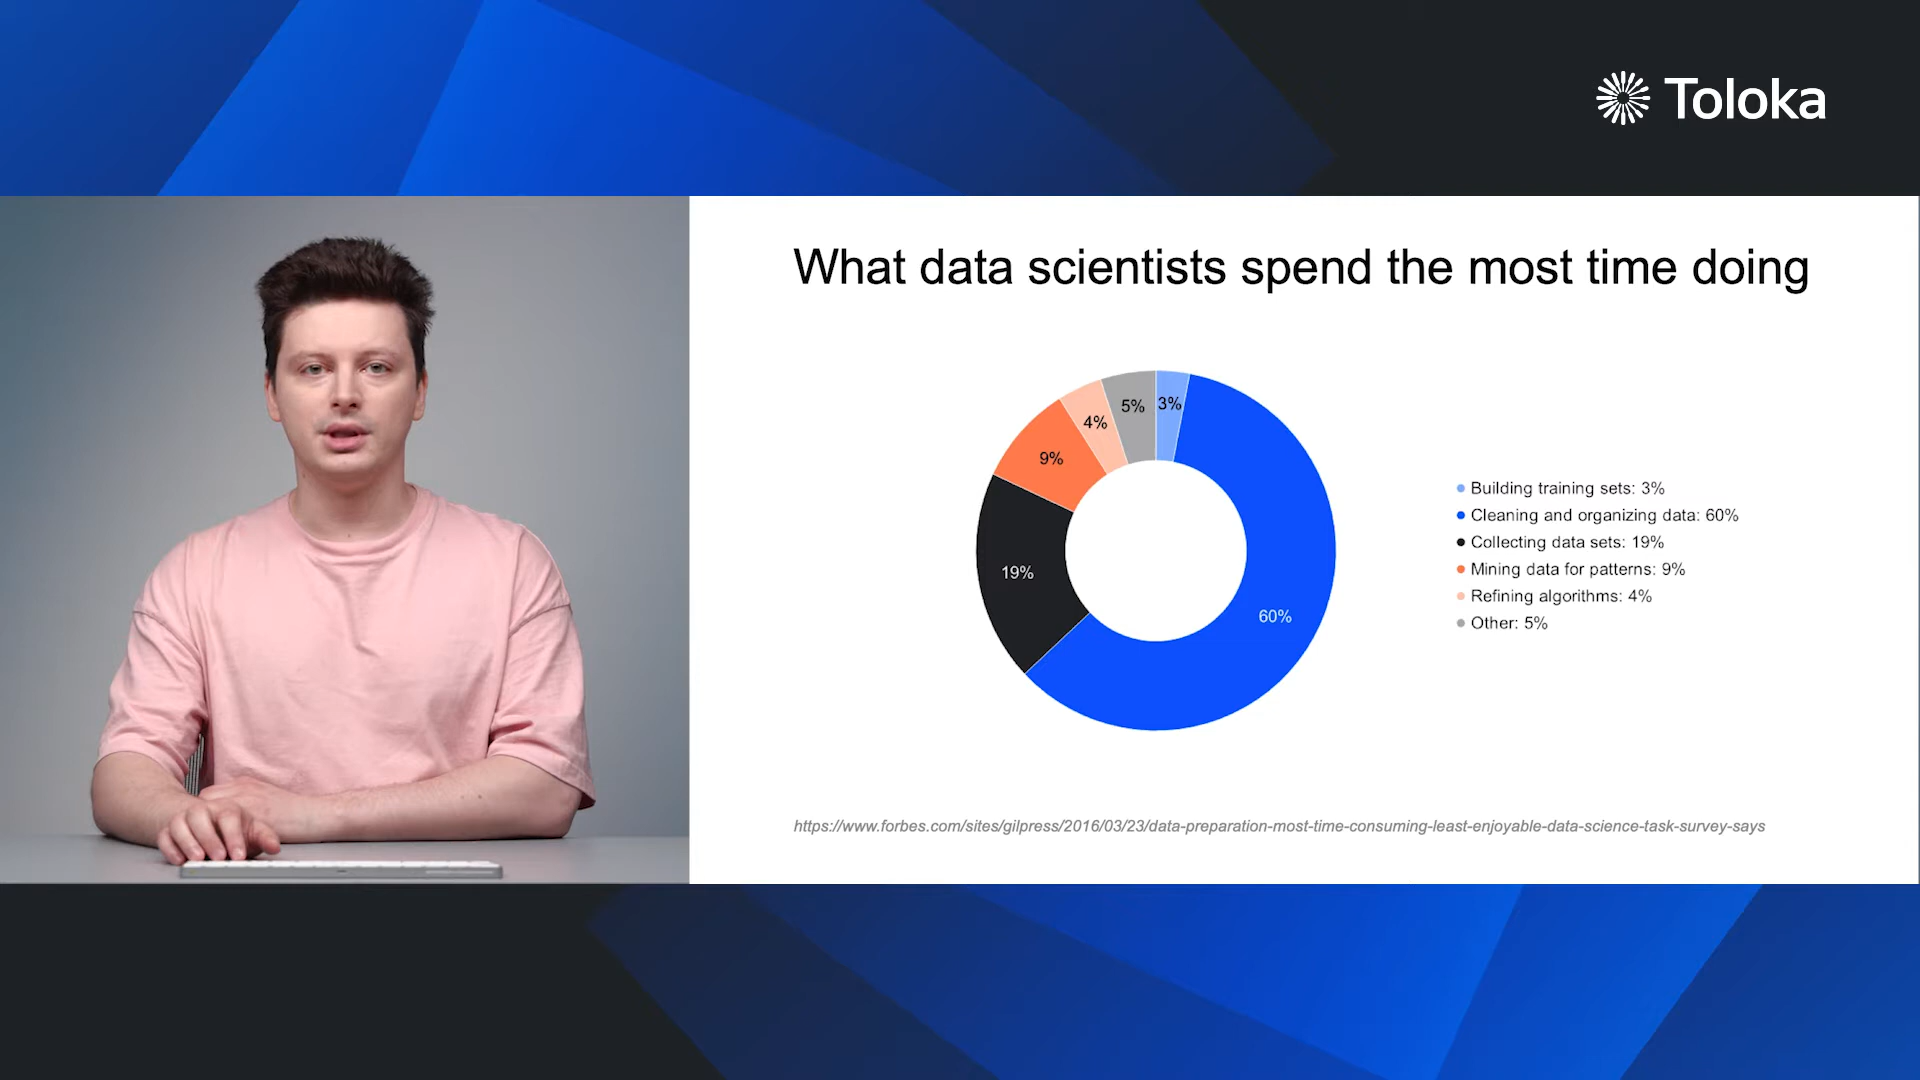 Toloka
What data scientists spend the most time doing
5%
3%
4%
9%
19%
60%
Building training sets: 3%
Cleaning and organizing data: 60%
Collecting data sets: 19%
Mining data for patterns: 9%
Refining algorithms: 4%
Other: 5%
https://www.forbes.com/sites/gilpress/2016/03/23/data-preparation-most-time-consuming-least-enjoyable-data-science-task-survey-says